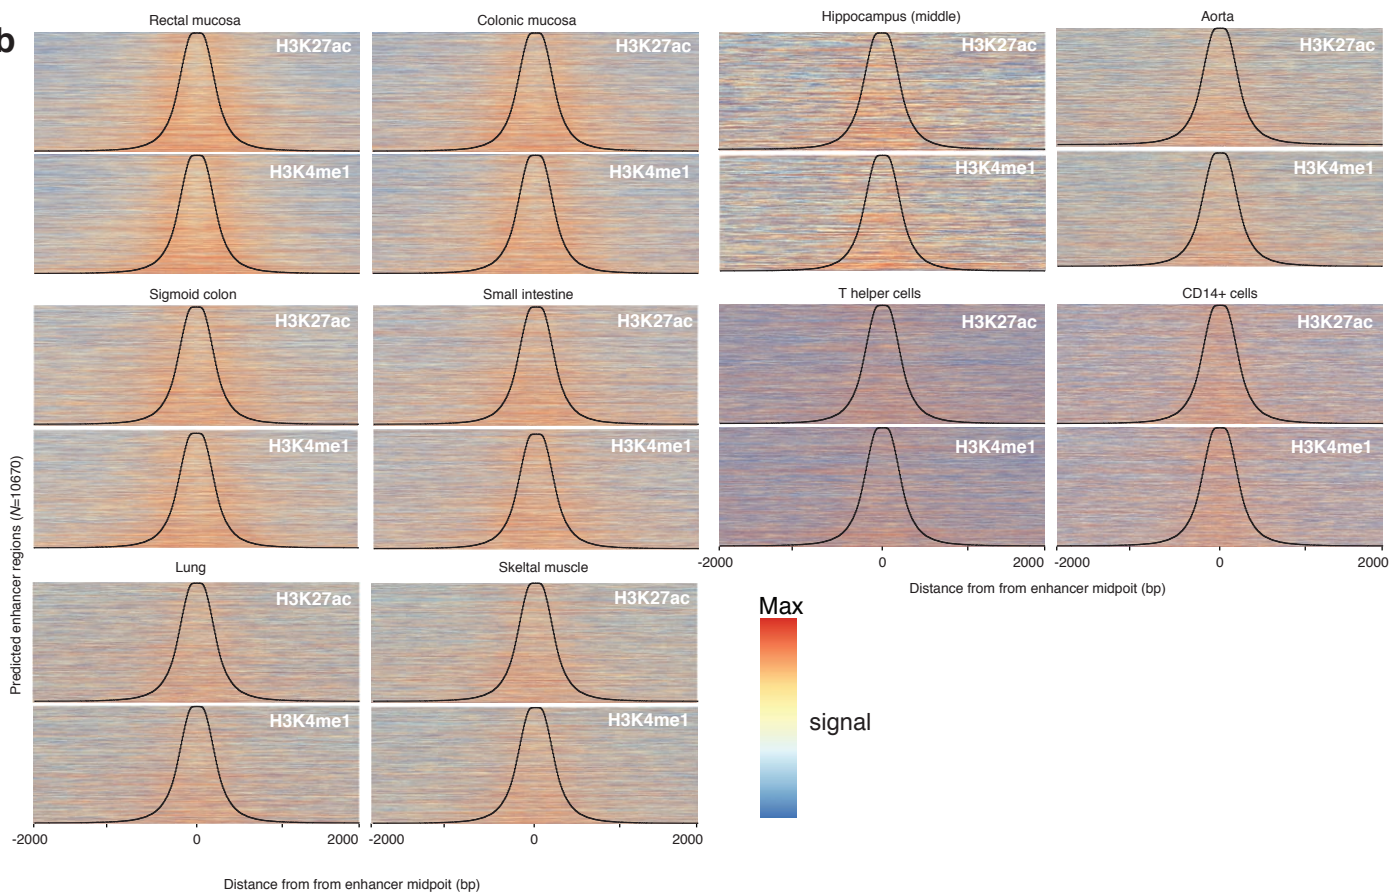 b
Rectal mucosa
H3K27ac
H3K4me1
Colonic mucosa
H3K27ac
H3K4me1
Hippocampus (middle)
H3K27ac
H3K4me1
Aorta
H3K27ac
H3K4me1
Sigmoid colon
H3K27ac
H3K4me1
Small intestine
H3K27ac
H3K4me1
T helper cells
H3K27ac
H3K4me1
-2000 0 2000
CD14+ cells
H3K27ac
H3K4me1
-2000 0 2000
Distance from from enhancer midpoit (bp)
Predicted enhancer regions (N=10670)
Lung
H3K27ac
H3K4me1
-2000 0 2000
Skeltal muscle
H3K27ac
H3K4me1
-2000 0 2000
Distance from from enhancer midpoit (bp)
Max
signal